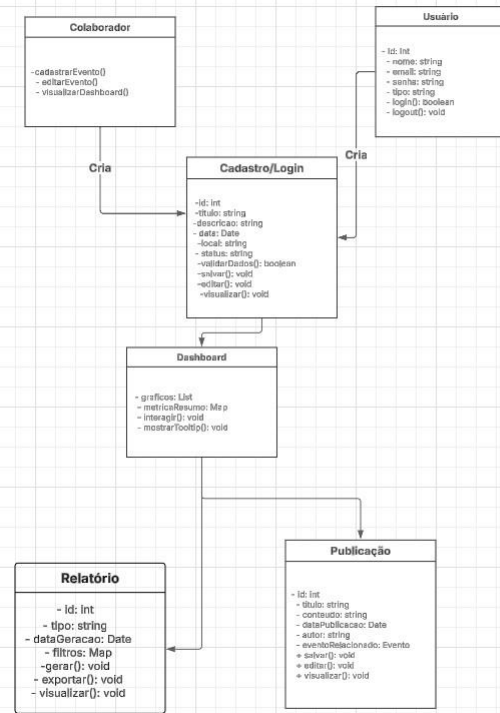 Colaborador
-cadastrarEvento()
- editarEvento()
- visualizarDashboard()
Usuário
- id: int
- nome: string
- email: string
- senha: string
- tipo: string
- login(): boolean
- logout(): void
Cria
Cria
Cadastro/Login
-id: int
-titulo: string
-descricao: string
- data: Date
-local: string
- status: string
-validarDados(): boolean
-salvar(): void
-editar(): void
-visualizar(): void
Dashboard
- graficos: List
- metricaResumo: Map
- interagir(): void
- mostrarTooltip(): void
Relatório
- id: int
- tipo: string
- dataGeracao: Date
- filtros: Map
-gerar(): void
- exportar(): void
- visualizar(): void
Publicação
- id: int
- titulo: string
- conteudo: string
- dataPublicacao: Date
- autor: string
- eventoRelacionado: Evento
+ salvar(): void
+ editar(): void
+ visualizar(): void